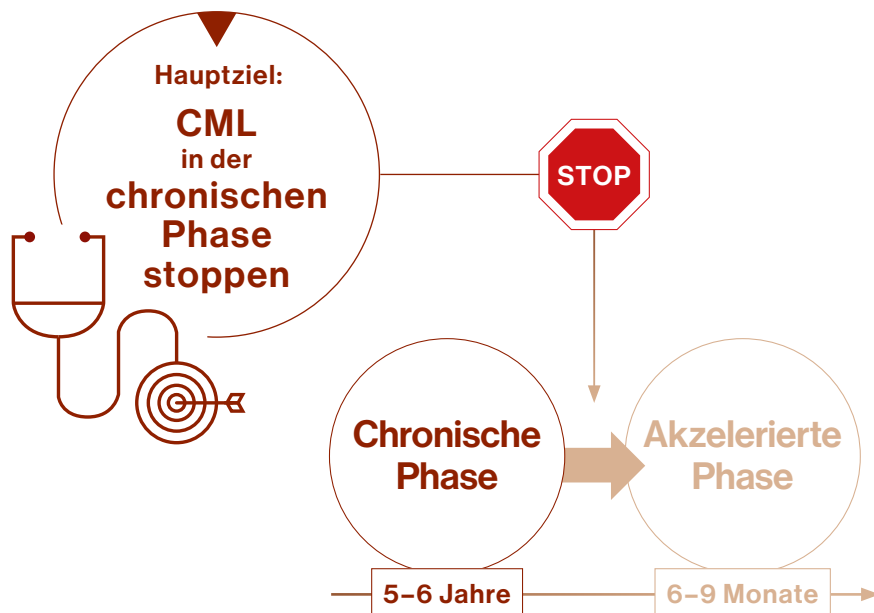 Hauptziel:
CML
in der
chronischen
Phase
stoppen
STOP
Chronische
Phase
Akzelerierte
Phase
5–6 Jahre
6–9 Monate